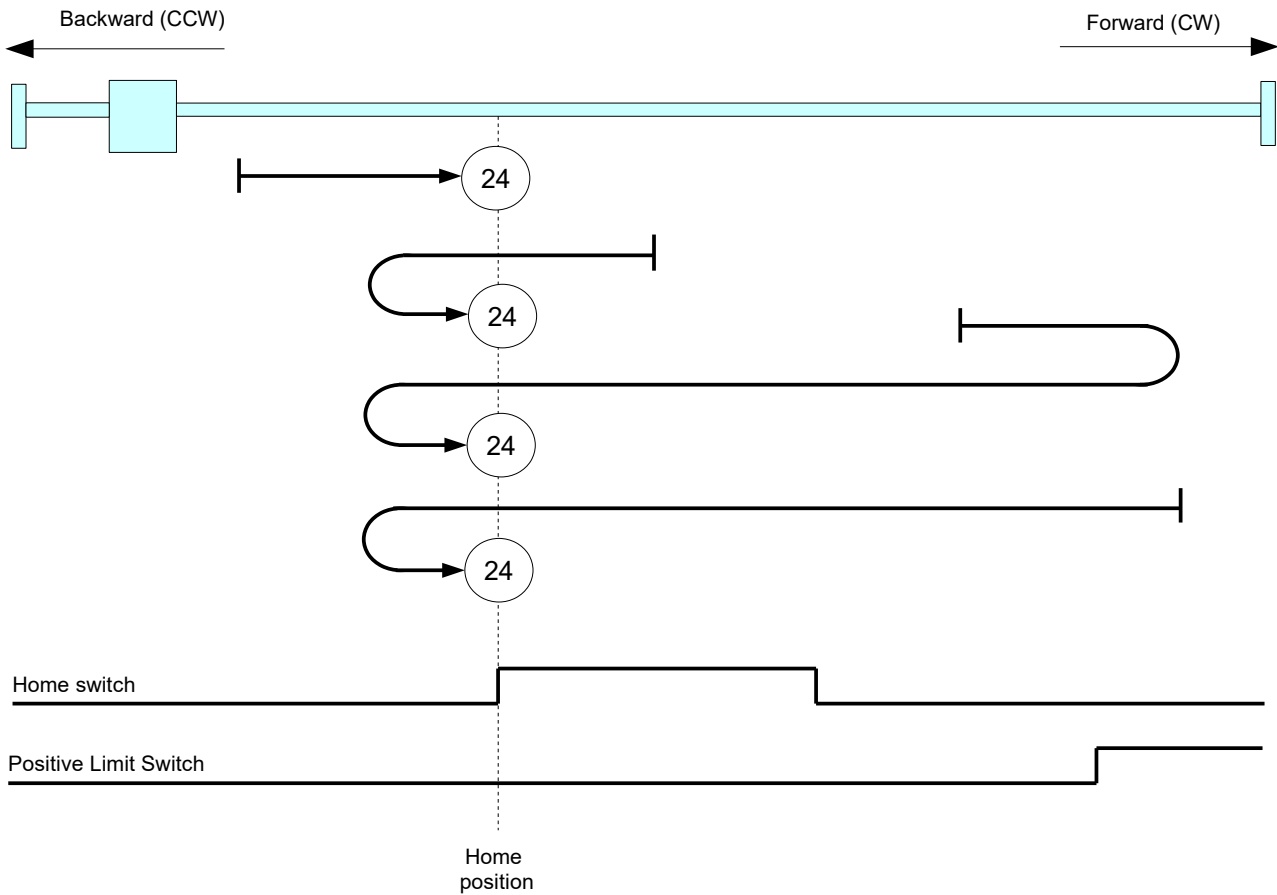 Backward (CCW)
Forward (CW)
24
24
24
24
Home switch
Positive Limit Switch
Home
position